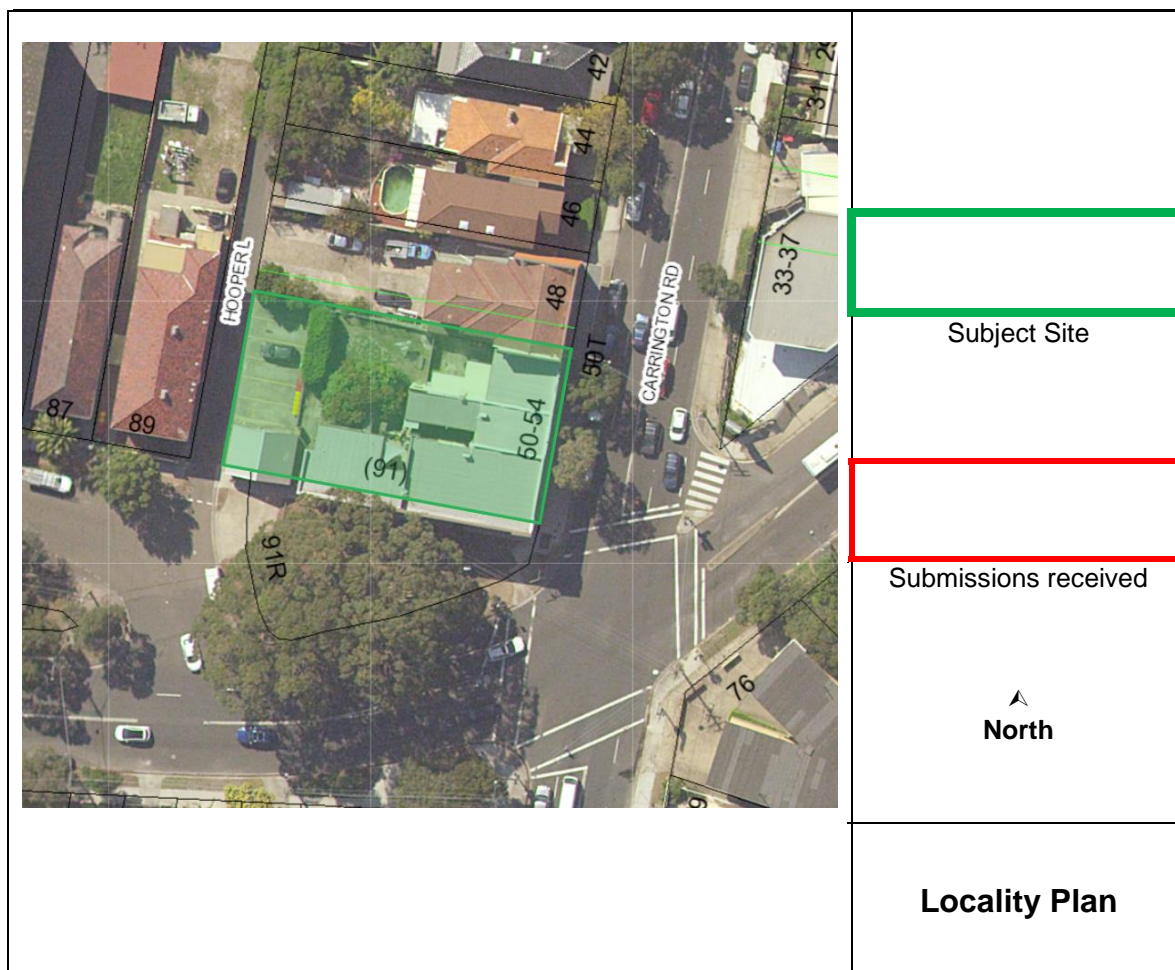 42
44
46
48
50T
50-54
(91)
91R
87
89
HOOPER L
CARRINGTON RD
31
33-37
76
Subject Site
Submissions received
North
Locality Plan